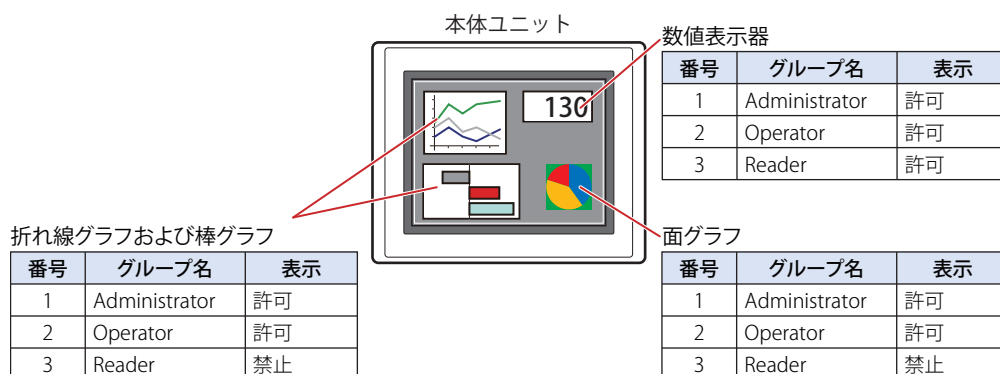 本体ユニット
数値表示器
番号 グループ名 表示
1 Administrator 許可
2 Operator 許可
3 Reader 許可
130
折れ線グラフおよび棒グラフ
番号 グループ名 表示
1 Administrator 許可
2 Operator 許可
3 Reader 禁止
面グラフ
番号 グループ名 表示
1 Administrator 許可
2 Operator 許可
3 Reader 禁止